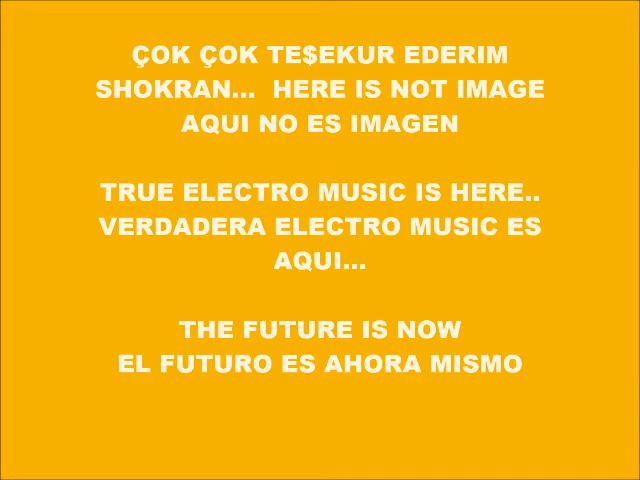 ÇOK ÇOK TE$EKUR EDERIM
SHOKRAN... HERE IS NOT IMAGE
AQUI NO ES IMAGEN
TRUE ELECTRO MUSIC IS HERE..
VERDADERA ELECTRO MUSIC ES
AQUI...
THE FUTURE IS NOW
EL FUTURO ES AHORA MISMO